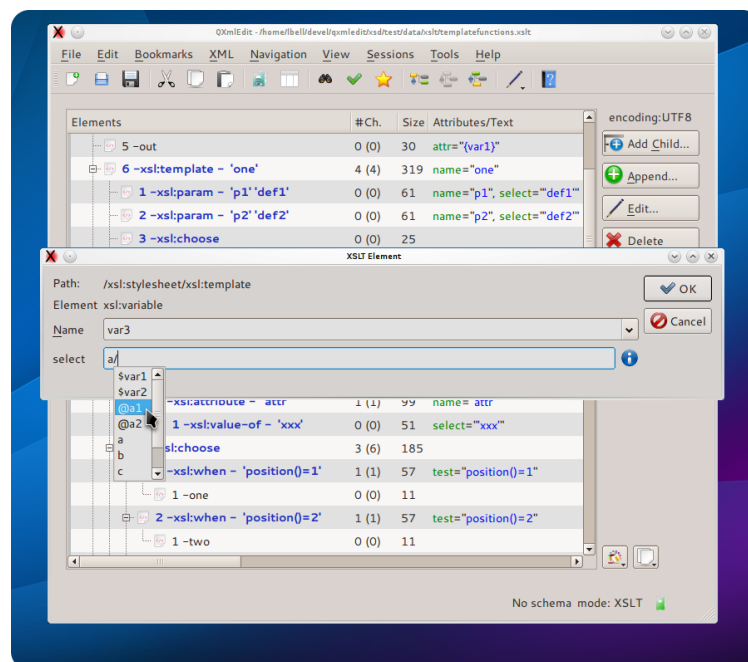 QXmlEdit - /home/lbell/devel/qxmledit/xsd/test/data/xslt/templatefunctions.xslt
File Edit Bookmarks XML Navigation View Sessions Tools Help
Elements #Ch. Size Attributes/Text
encoding:UTF8
5 -out 0 (0) 30 attr="{var1}"
Add Child...
6 -xsl:template - 'one' 4 (4) 319 name="one"
1 -xsl:param - 'p1' 'def1' 0 (0) 61 name="p1", select="'def1'"
Append...
2 -xsl:param - 'p2' 'def2' 0 (0) 61 name="p2", select="'def2'"
Edit...
3 -xsl:choose 0 (0) 25
Delete
XSLT Element
Path: /xsl:stylesheet/xsl:template
OK
Element xsl:variable
Name var3
Cancel
select a/
$var1
$var2
@a1
@a2
a
b
c
-xsl:attribute - attr 1 (1) 99 name= attr
1 -xsl:value-of - 'xxx' 0 (0) 51 select="'xxx'"
sl:choose 3 (6) 185
-xsl:when - 'position()=1' 1 (1) 57 test="position()=1"
1 -one 0 (0) 11
2 -xsl:when - 'position()=2' 1 (1) 57 test="position()=2"
1 -two 0 (0) 11
No schema mode: XSLT